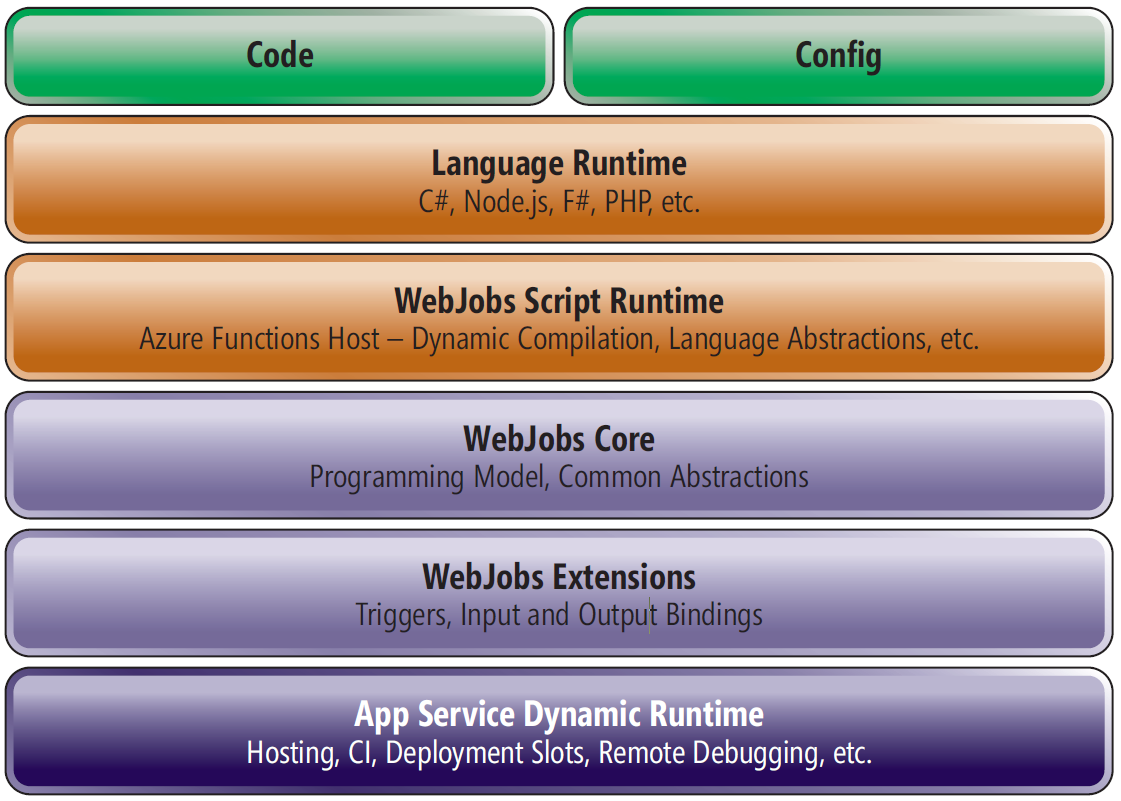 Code
Config
Language Runtime
C#, Node.js, F#, PHP, etc.
WebJobs Script Runtime
Azure Functions Host – Dynamic Compilation, Language Abstractions, etc.
WebJobs Core
Programming Model, Common Abstractions
WebJobs Extensions
Triggers, Input and Output Bindings
App Service Dynamic Runtime
Hosting, CI, Deployment Slots, Remote Debugging, etc.